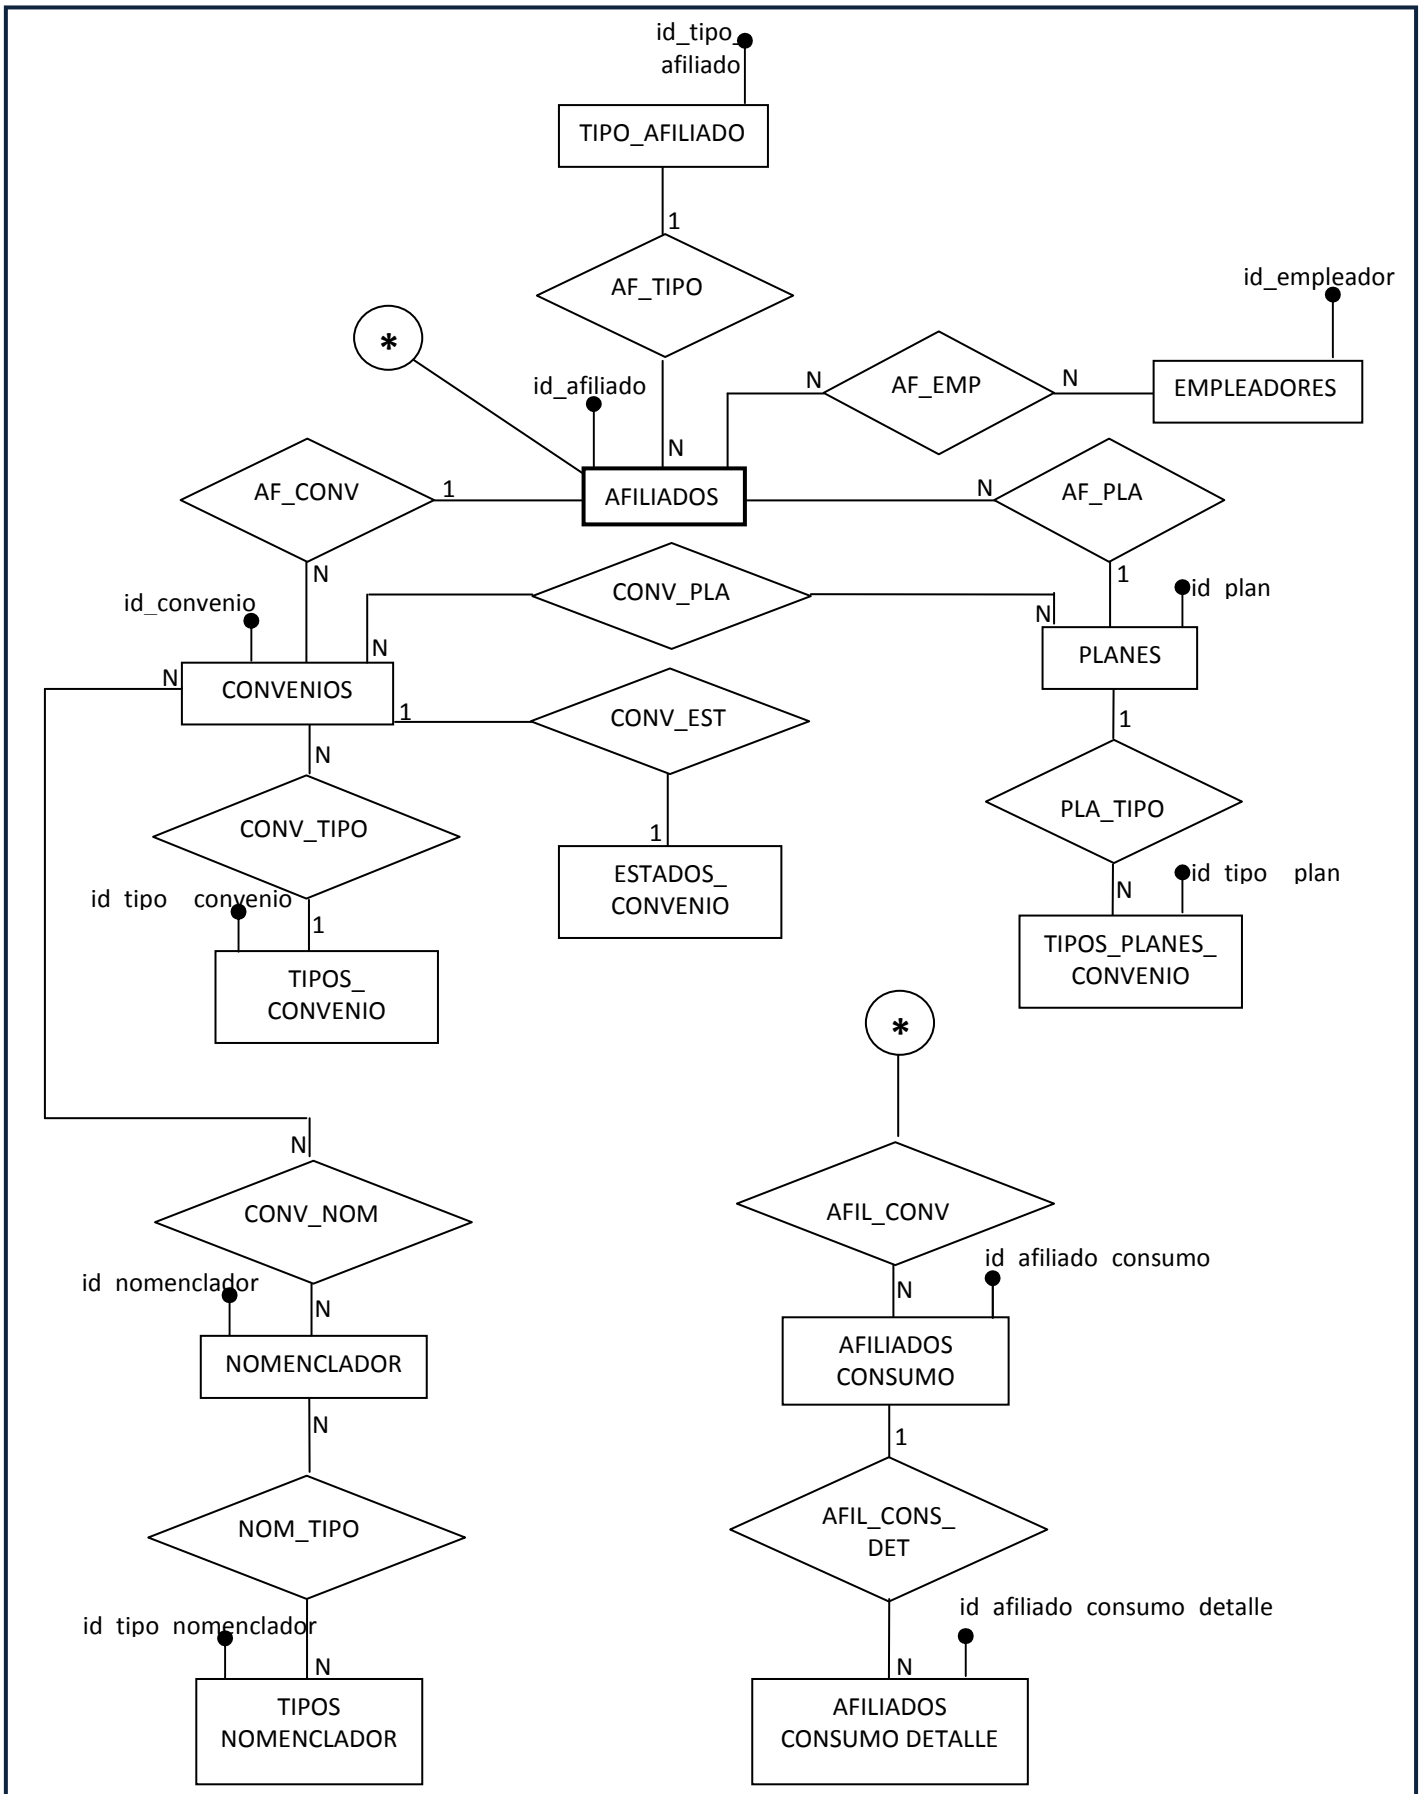 id_tipo_
afiliado
TIPO_AFILIADO
1
AF_TIPO
id_empleador
*
id_afiliado
N
AF_EMP
N
EMPLEADORES
N
AF_CONV
1
AFILIADOS
N
AF_PLA
N
CONV_PLA
1
id plan
id_convenio
N
N
PLANES
N
CONVENIOS
1
CONV_EST
1
N
CONV_TIPO
PLA_TIPO
1
ESTADOS_
CONVENIO
id tipo plan
N
id tipo convenio
1
TIPOS_PLANES_
CONVENIO
TIPOS_
CONVENIO
*
N
CONV_NOM
AFIL_CONV
id afiliado consumo
id nomenclador
N
N
NOMENCLADOR
AFILIADOS
CONSUMO
N
1
NOM_TIPO
AFIL_CONS_
DET
id afiliado consumo detalle
id tipo nomenclador
N
N
TIPOS
NOMENCLADOR
AFILIADOS
CONSUMO DETALLE